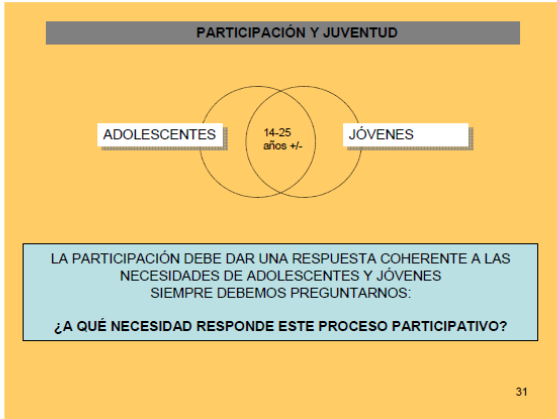 PARTICIPACIÓN Y JUVENTUD
ADOLESCENTES
14-25
años +/-
JÓVENES
LA PARTICIPACIÓN DEBE DAR UNA RESPUESTA COHERENTE A LAS
NECESIDADES DE ADOLESCENTES Y JÓVENES
SIEMPRE DEBEMOS PREGUNTARNOS:
¿A QUÉ NECESIDAD RESPONDE ESTE PROCESO PARTICIPATIVO?
31